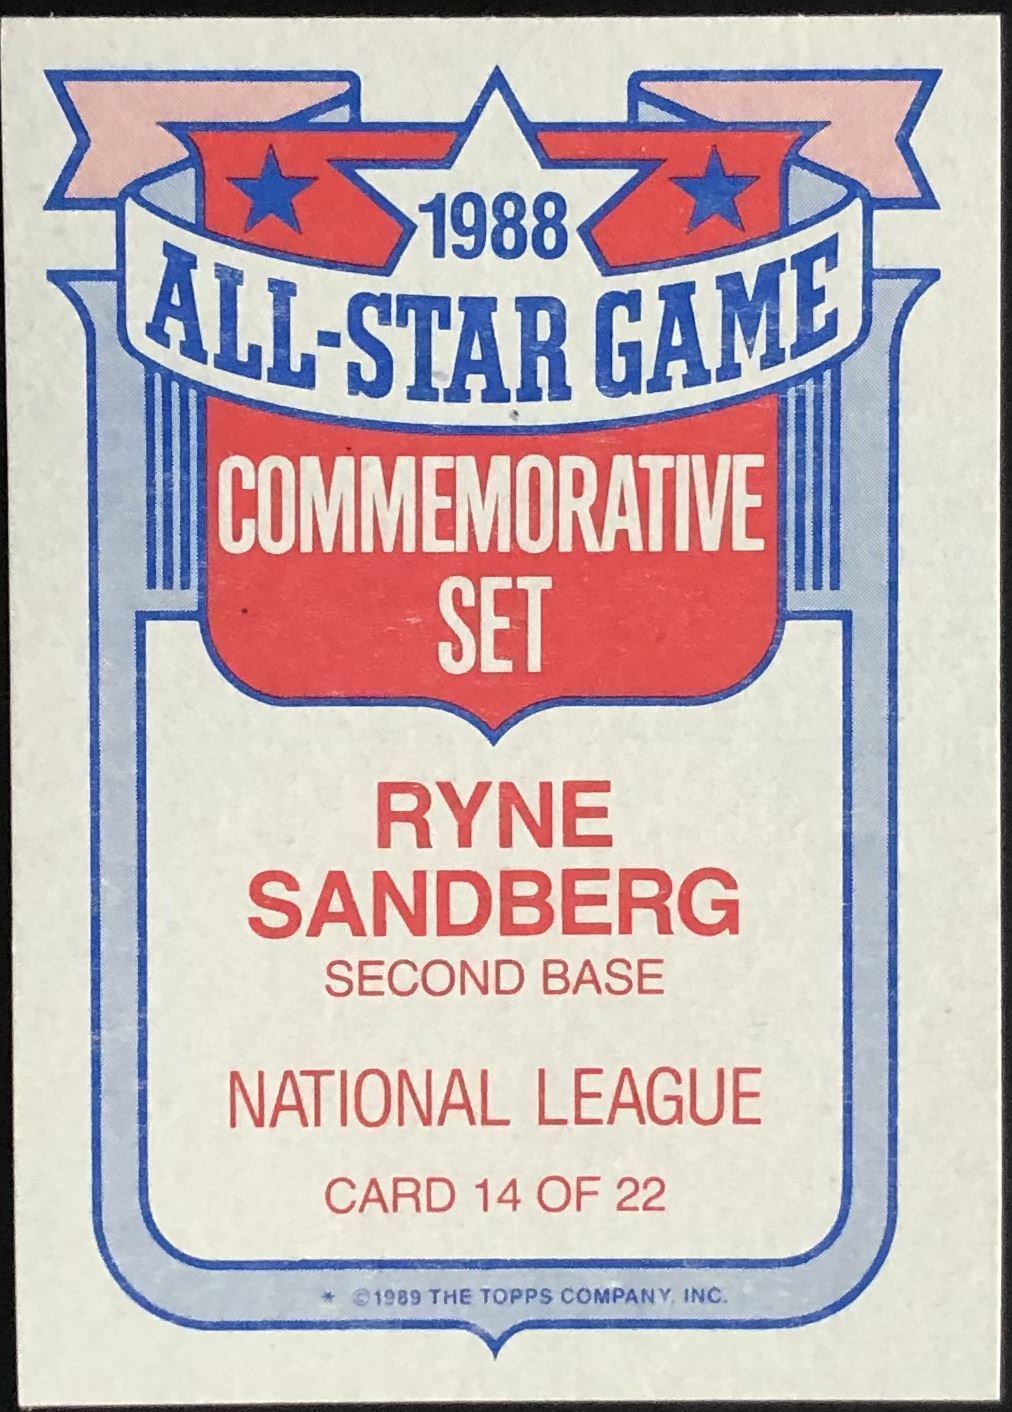 1988
ALL-STAR GAME
COMMEMORATIVE
SET
RYNE
SANDBERG
SECOND BASE
NATIONAL LEAGUE
CARD 14 OF 22
* ©1989 THE TOPPS COMPANY, INC.